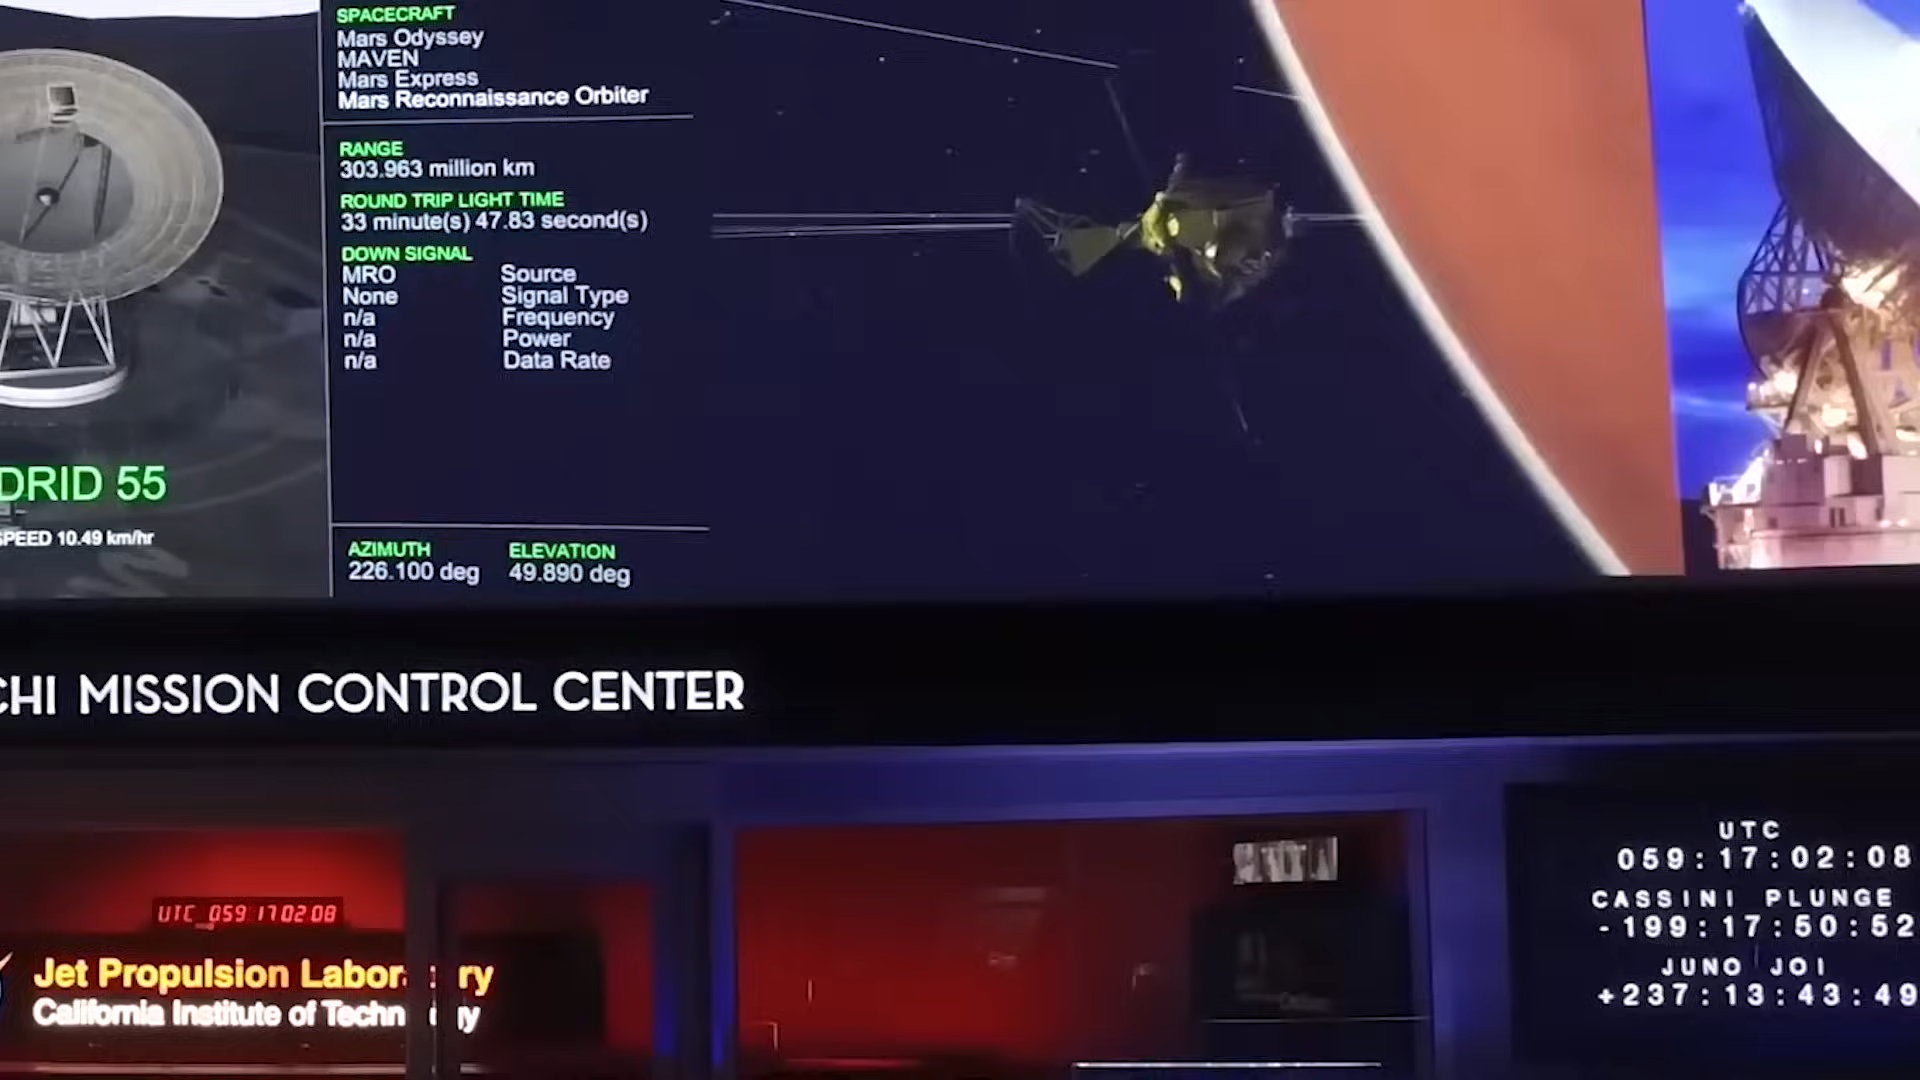 SPACECRAFT
Mars Odyssey
MAVEN
Mars Express
Mars Reconnaissance Orbiter
RANGE
303.963 million km
ROUND TRIP LIGHT TIME
33 minute(s) 47.83 second(s)
DOWN SIGNAL
MRO Source
None Signal Type
n/a Frequency
n/a Power
n/a Data Rate
DRID 55
SPEED 10.49 km/hr
AZIMUTH ELEVATION
226.100 deg 49.890 deg
CHI MISSION CONTROL CENTER
UTC
059:17:02:08
CASSINI PLUNGE
-199:17:50:52
JUNO JOI
+237:13:43:49
UTC 059 17 02 08
Jet Propulsion Labor ry
California Institute of Techn gy